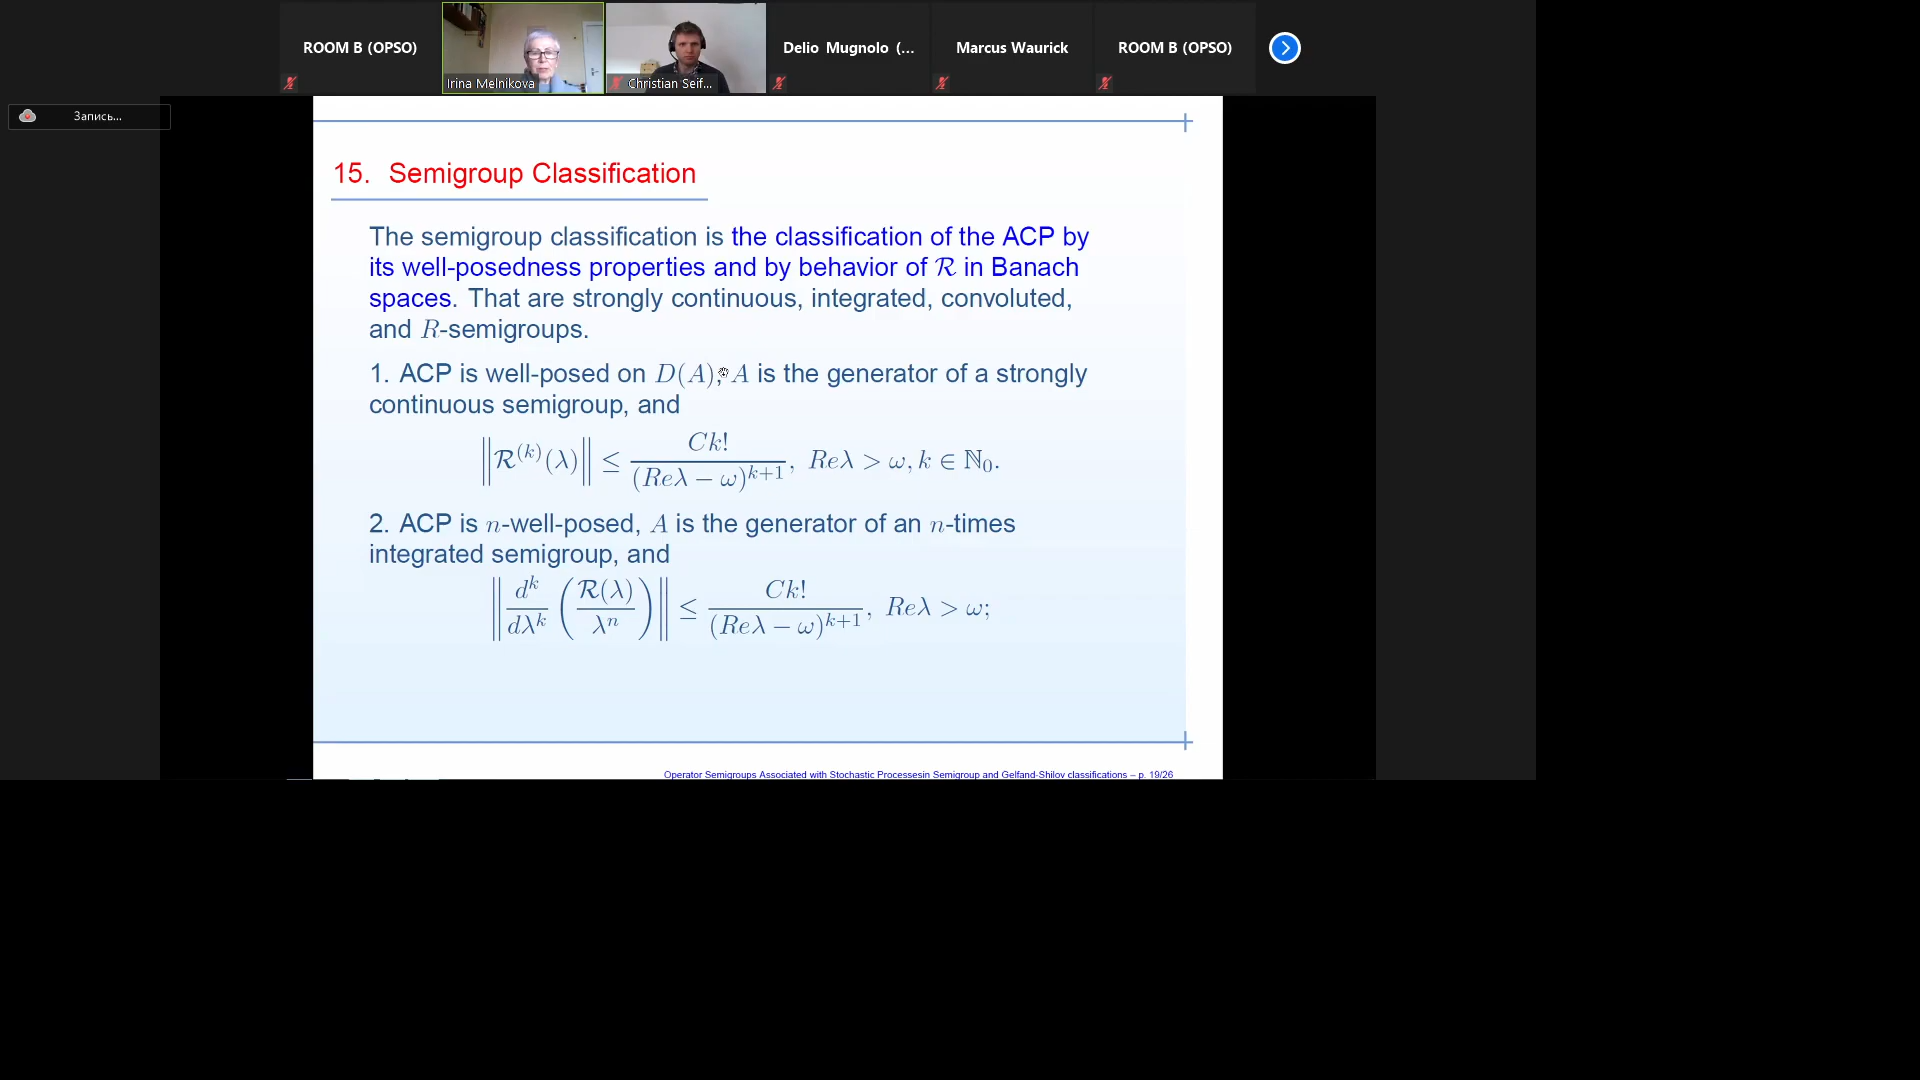 ROOM B (OPSO)
Irina Melnikova
Christian Seif...
Delio Mugnolo (...
Marcus Waurick
ROOM B (OPSO)
Запись...
15. Semigroup Classification
The semigroup classification is the classification of the ACP by
its well-posedness properties and by behavior of ℛ in Banach
spaces. That are strongly continuous, integrated, convoluted,
and R-semigroups.
1. ACP is well-posed on D(A), A is the generator of a strongly
continuous semigroup, and
‖ℛ^{(k)}(λ)‖ ≤ Ck!/(Reλ − ω)^{k+1}, Reλ > ω, k ∈ ℕ₀.
2. ACP is n-well-posed, A is the generator of an n-times
integrated semigroup, and
‖d^k/dλ^k (ℛ(λ)/λ^n)‖ ≤ Ck!/(Reλ − ω)^{k+1}, Reλ > ω;
Operator Semigroups Associated with Stochastic Processesin Semigroup and Gelfand-Shilov classifications – p. 19/26